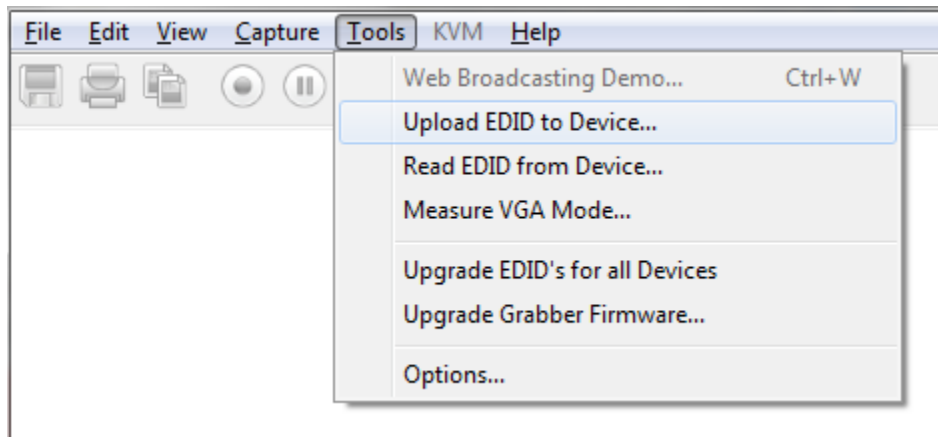 File Edit View Capture Tools KVM Help
Web Broadcasting Demo... Ctrl+W
Upload EDID to Device...
Read EDID from Device...
Measure VGA Mode...
Upgrade EDID's for all Devices
Upgrade Grabber Firmware...
Options...